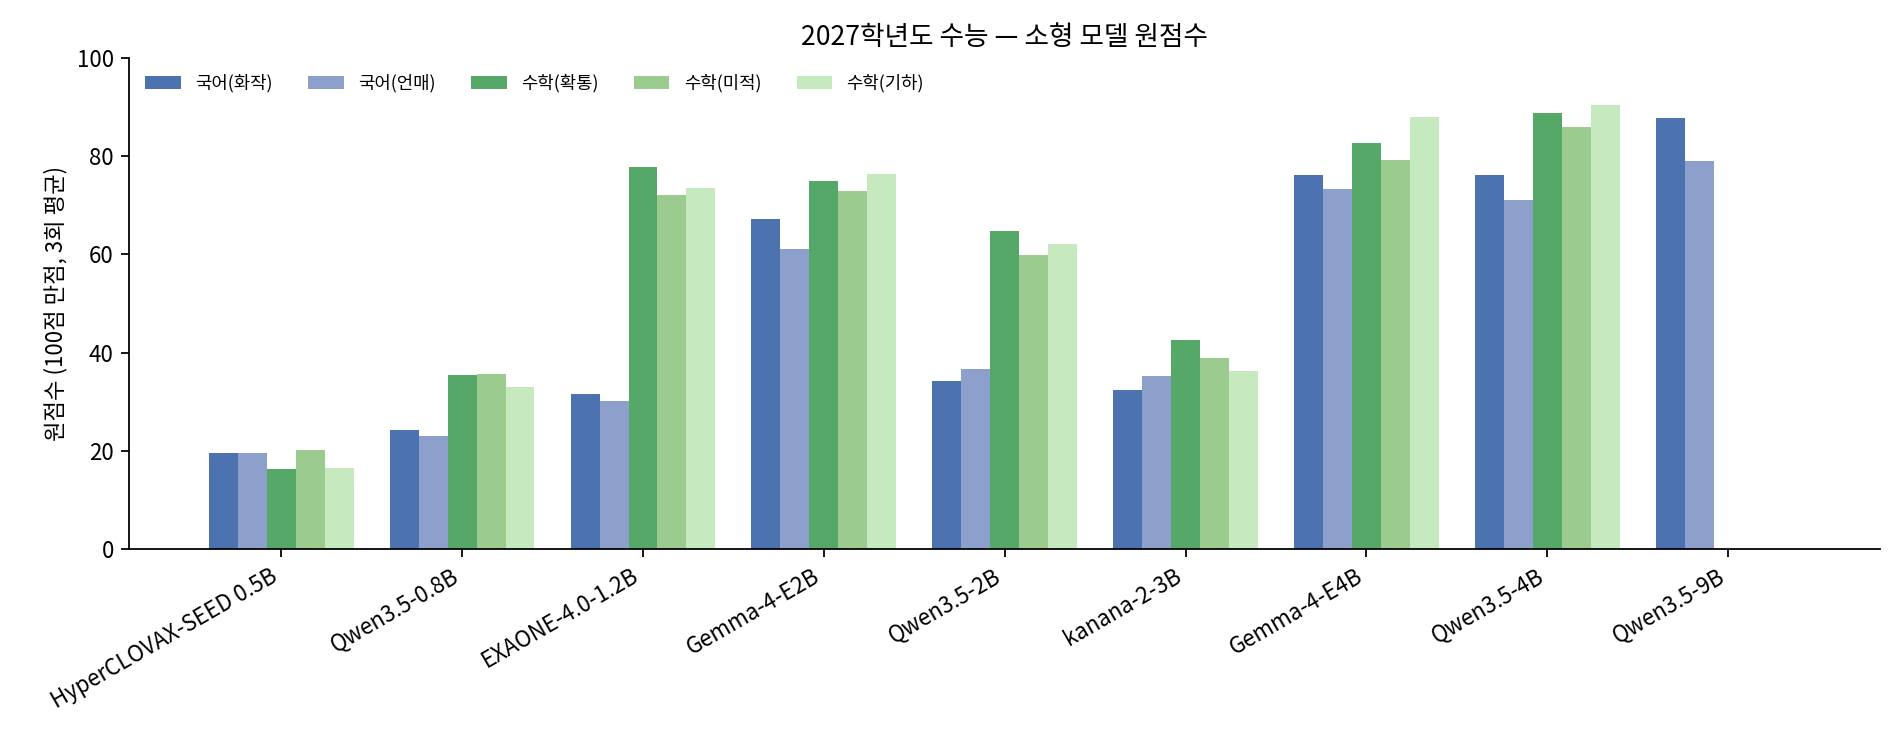 2027학년도 수능 — 소형 모델 원점수
원점수 (100점 만점, 3회 평균)
100
80
60
40
20
0
국어(화작) 국어(언매) 수학(확통) 수학(미적) 수학(기하)
HyperCLOVAX-SEED 0.5B
Qwen3.5-0.8B
EXAONE-4.0-1.2B
Gemma-4-E2B
Qwen3.5-2B
kanana-2-3B
Gemma-4-E4B
Qwen3.5-4B
Qwen3.5-9B